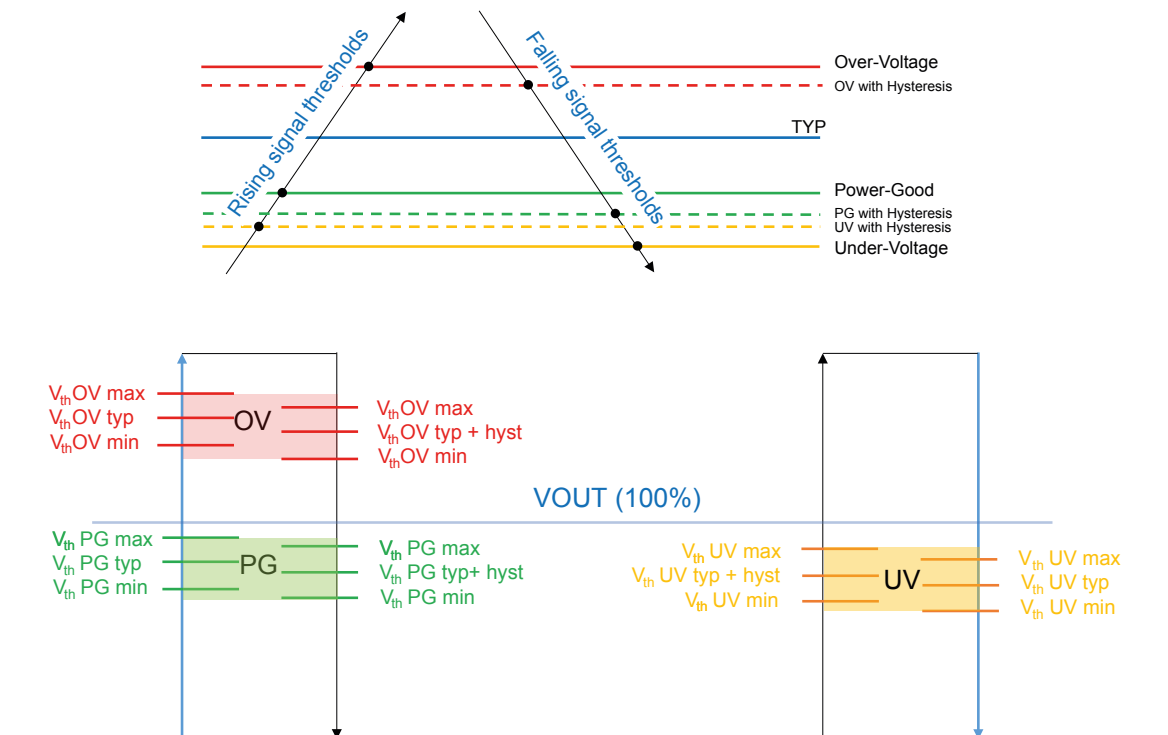 Rising signal thresholds
Falling signal thresholds
Over-Voltage
OV with Hysteresis
TYP
Power-Good
PG with Hysteresis
UV with Hysteresis
Under-Voltage
VthOV max
VthOV typ
VthOV min
OV
VthOV max
VthOV typ + hyst
VthOV min
VOUT (100%)
Vth PG max
Vth PG typ
Vth PG min
PG
Vth PG max
Vth PG typ+ hyst
Vth PG min
Vth UV max
Vth UV typ + hyst
Vth UV min
UV
Vth UV max
Vth UV typ
Vth UV min